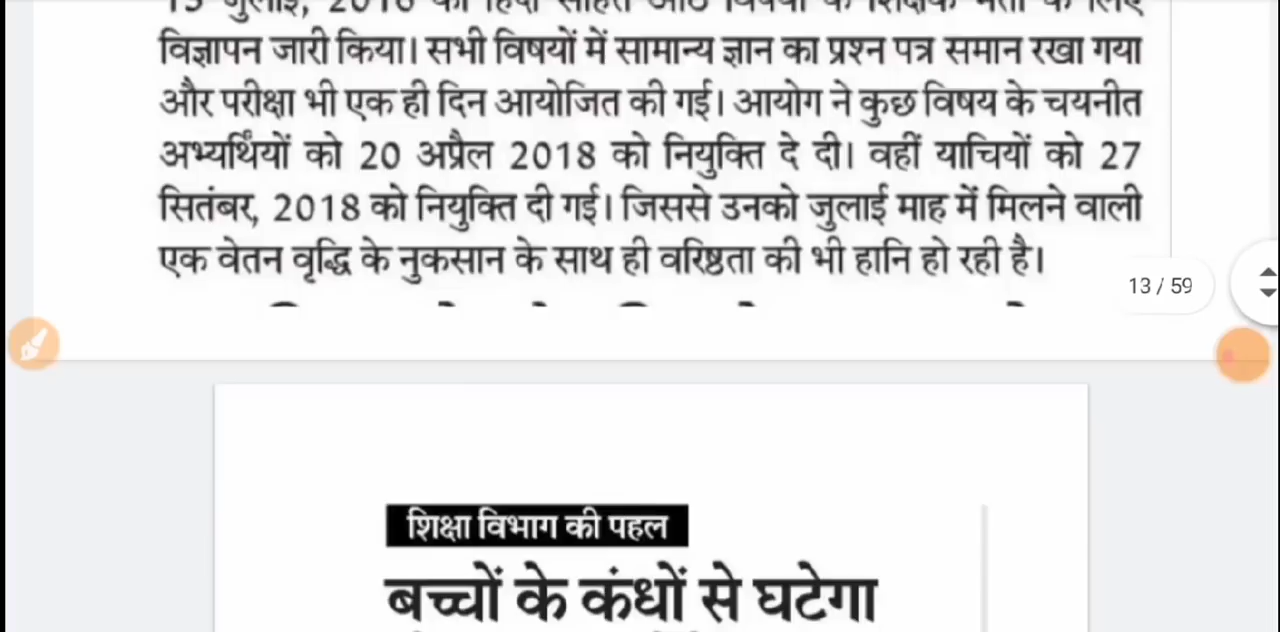 विज्ञापन जारी किया। सभी विषयों में सामान्य ज्ञान का प्रश्न पत्र समान रखा गया
और परीक्षा भी एक ही दिन आयोजित की गई। आयोग ने कुछ विषय के चयनीत
अभ्यर्थियों को 20 अप्रैल 2018 को नियुक्ति दे दी। वहीं याचियों को 27
सितंबर, 2018 को नियुक्ति दी गई। जिससे उनको जुलाई माह में मिलने वाली
एक वेतन वृद्धि के नुकसान के साथ ही वरिष्ठता की भी हानि हो रही है।
13 / 59
शिक्षा विभाग की पहल
बच्चों के कंधों से घटेगा